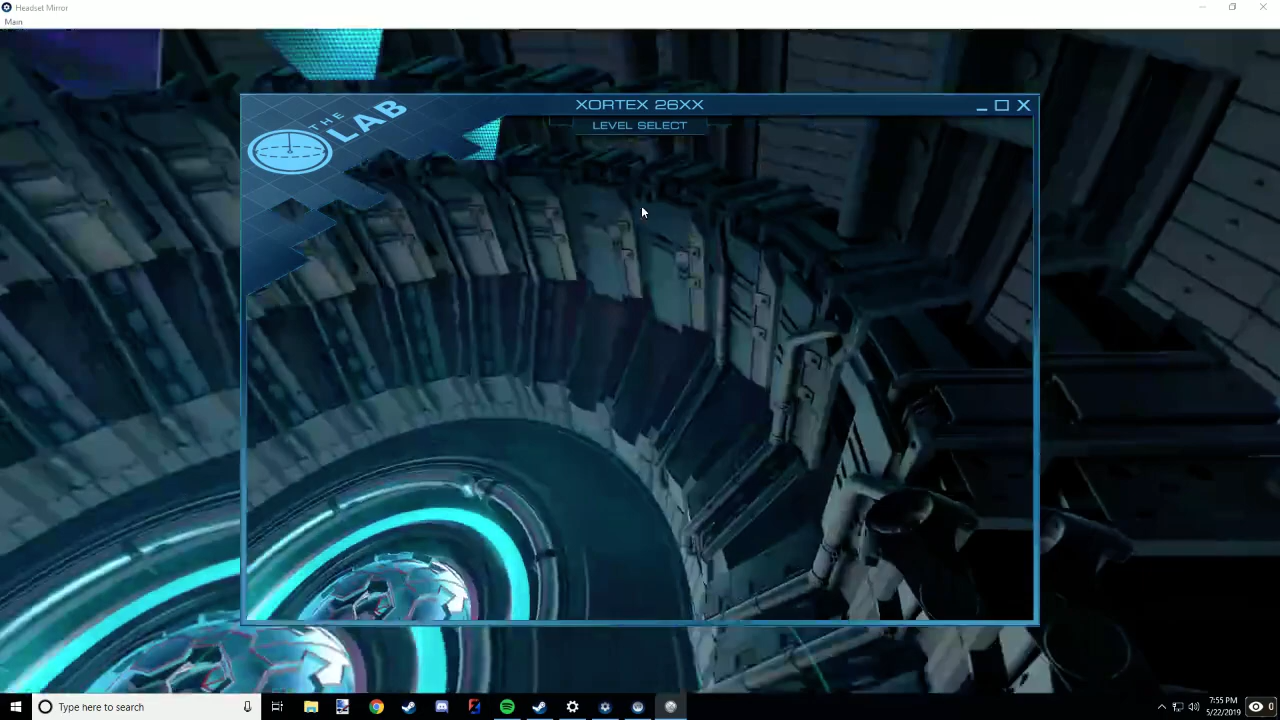 Headset Mirror
Main
THE
LAB
XORTEX 26XX
LEVEL SELECT
Type here to search
7:55 PM
5/22/2019
0